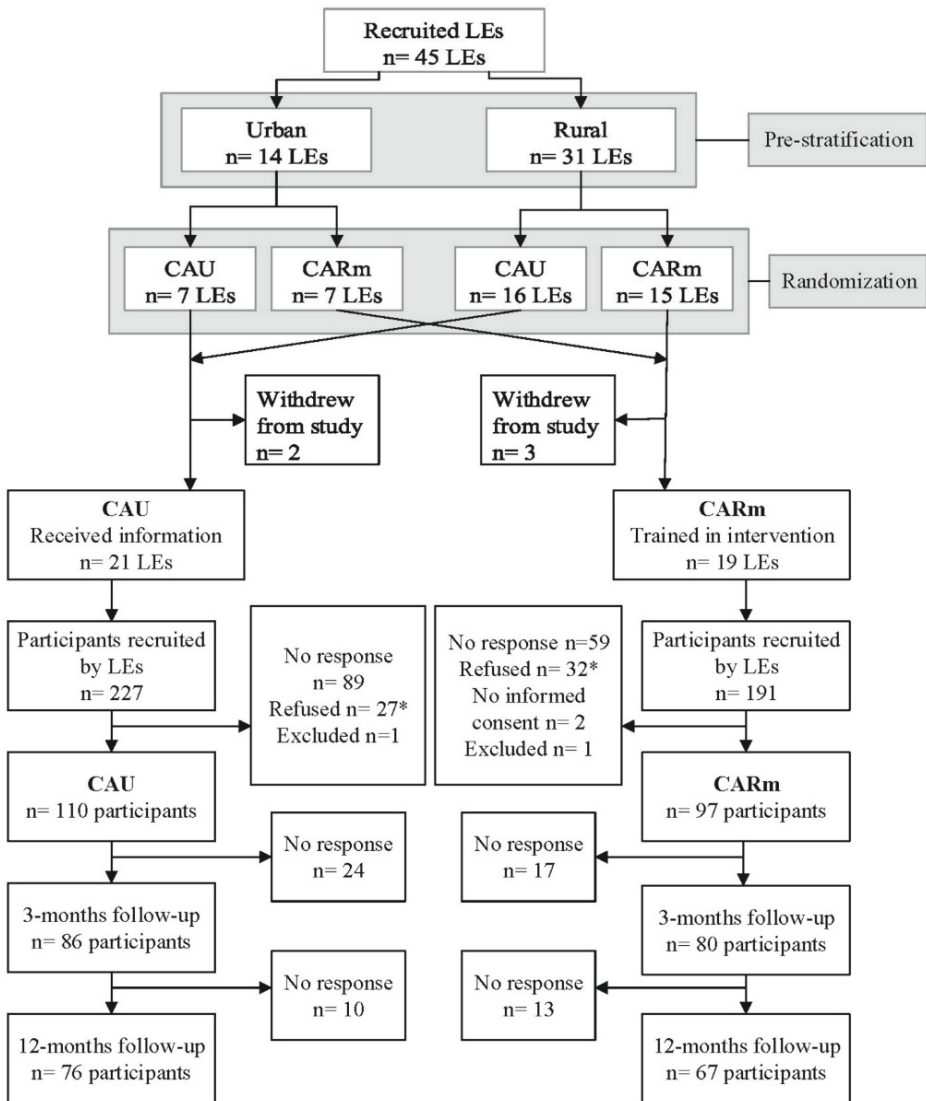 Recruited LEs
n= 45 LEs
Urban
n= 14 LEs
Rural
n= 31 LEs
Pre-stratification
CAU
n= 7 LEs
CARm
n= 7 LEs
CAU
n= 16 LEs
CARm
n= 15 LEs
Randomization
Withdrew
from study
n= 2
Withdrew
from study
n= 3
CAU
Received information
n= 21 LEs
CARm
Trained in intervention
n= 19 LEs
Participants recruited
by LEs
n= 227
No response
n= 89
Refused n= 27*
Excluded n=1
No response n=59
Refused n= 32*
No informed
consent n= 2
Excluded n= 1
Participants recruited
by LEs
n= 191
CAU
n= 110 participants
CARm
n= 97 participants
No response
n= 24
No response
n= 17
3-months follow-up
n= 86 participants
3-months follow-up
n= 80 participants
No response
n= 10
No response
n= 13
12-months follow-up
n= 76 participants
12-months follow-up
n= 67 participants